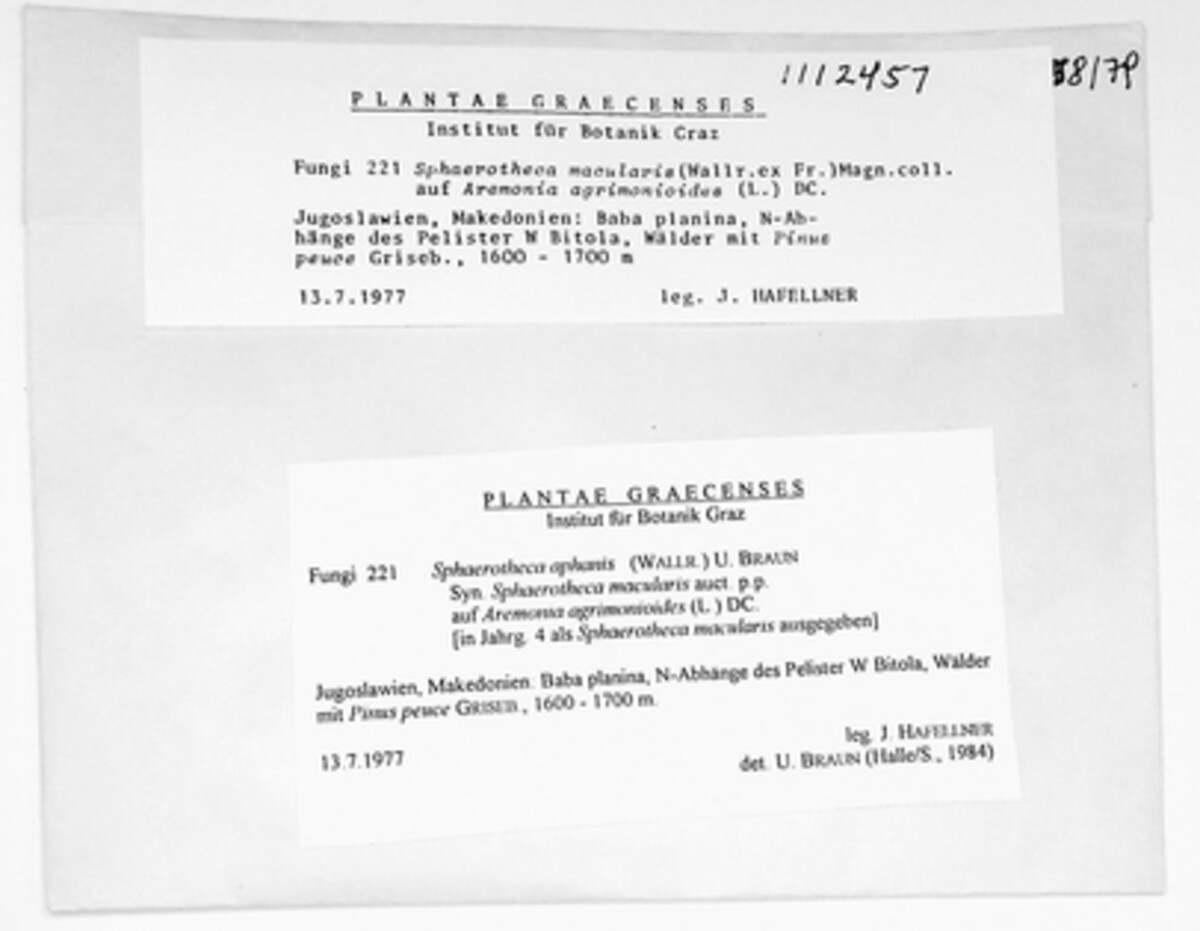 1112457
58/79
PLANTAE GRAECENSES
Institut für Botanik Graz
Fungi 221 Sphaerotheca macularis(Wallr.ex Fr.)Magn.coll.
auf Aremonia agrimonioides (L.) DC.
Jugoslawien, Makedonien: Baba planina, N-Ab-
hänge des Pelister W Bitola, Wälder mit Pinus
peuce Griseb., 1600 - 1700 m
13.7.1977 leg. J. HAFELLNER
PLANTAE GRAECENSES
Institut für Botanik Graz
Fungi 221 Sphaerotheca aphanis (WALLR.) U. BRAUN
Syn. Sphaerotheca macularis auct. p.p.
auf Aremonia agrimonioides (L.) DC.
[in Jahrg. 4 als Sphaerotheca macularis ausgegeben]
Jugoslawien, Makedonien: Baba planina, N-Abhänge des Pelister W Bitola, Wälder
mit Pinus peuce GRISEB., 1600 - 1700 m.
leg. J. HAFELLNER
13.7.1977 det. U. BRAUN (Halle/S., 1984)